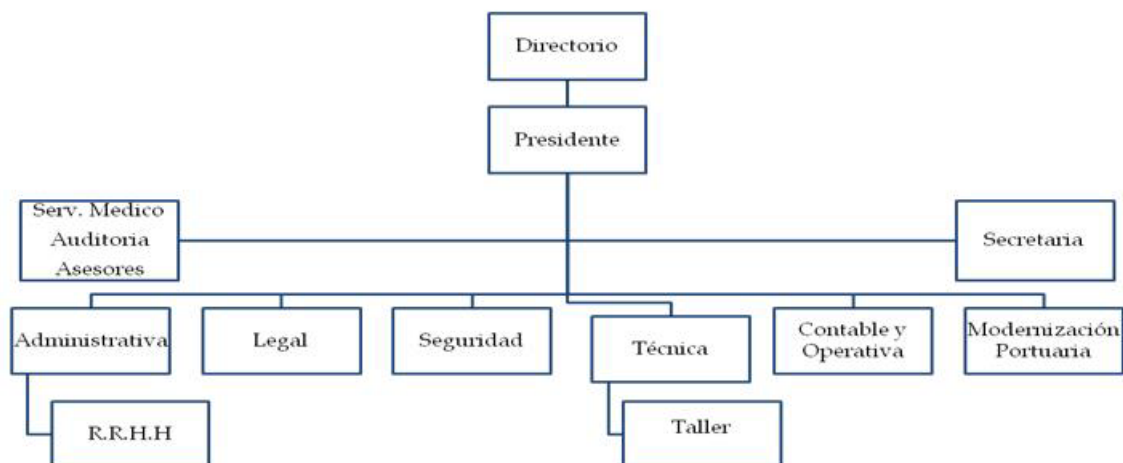 Directorio
Presidente
Serv. Medico
Auditoria
Asesores
Secretaria
Administrativa
Legal
Seguridad
Técnica
Contable y
Operativa
Modernización
Portuaria
R.R.H.H
Taller